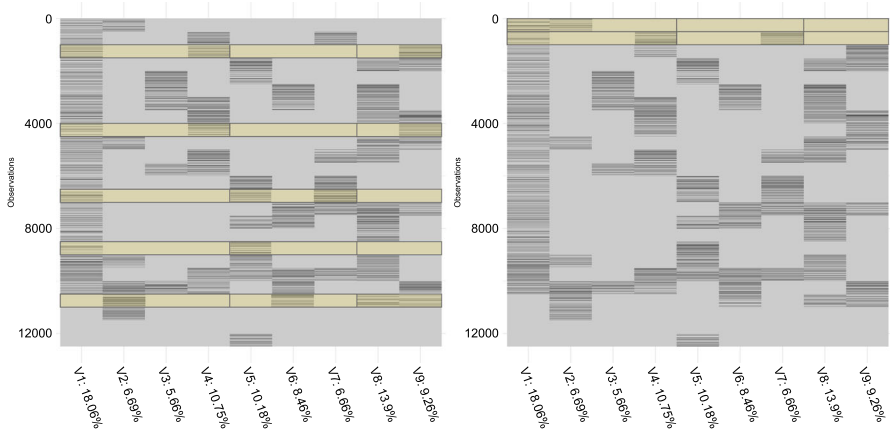 0
4000
8000
12000
Observations
V1: 18.06%
V2: 6.69%
V3: 5.66%
V4: 10.75%
V5: 10.18%
V6: 8.46%
V7: 6.66%
V8: 13.9%
V9: 9.26%
0
4000
8000
12000
Observations
V1: 18.06%
V2: 6.69%
V3: 5.66%
V4: 10.75%
V5: 10.18%
V6: 8.46%
V7: 6.66%
V8: 13.9%
V9: 9.26%